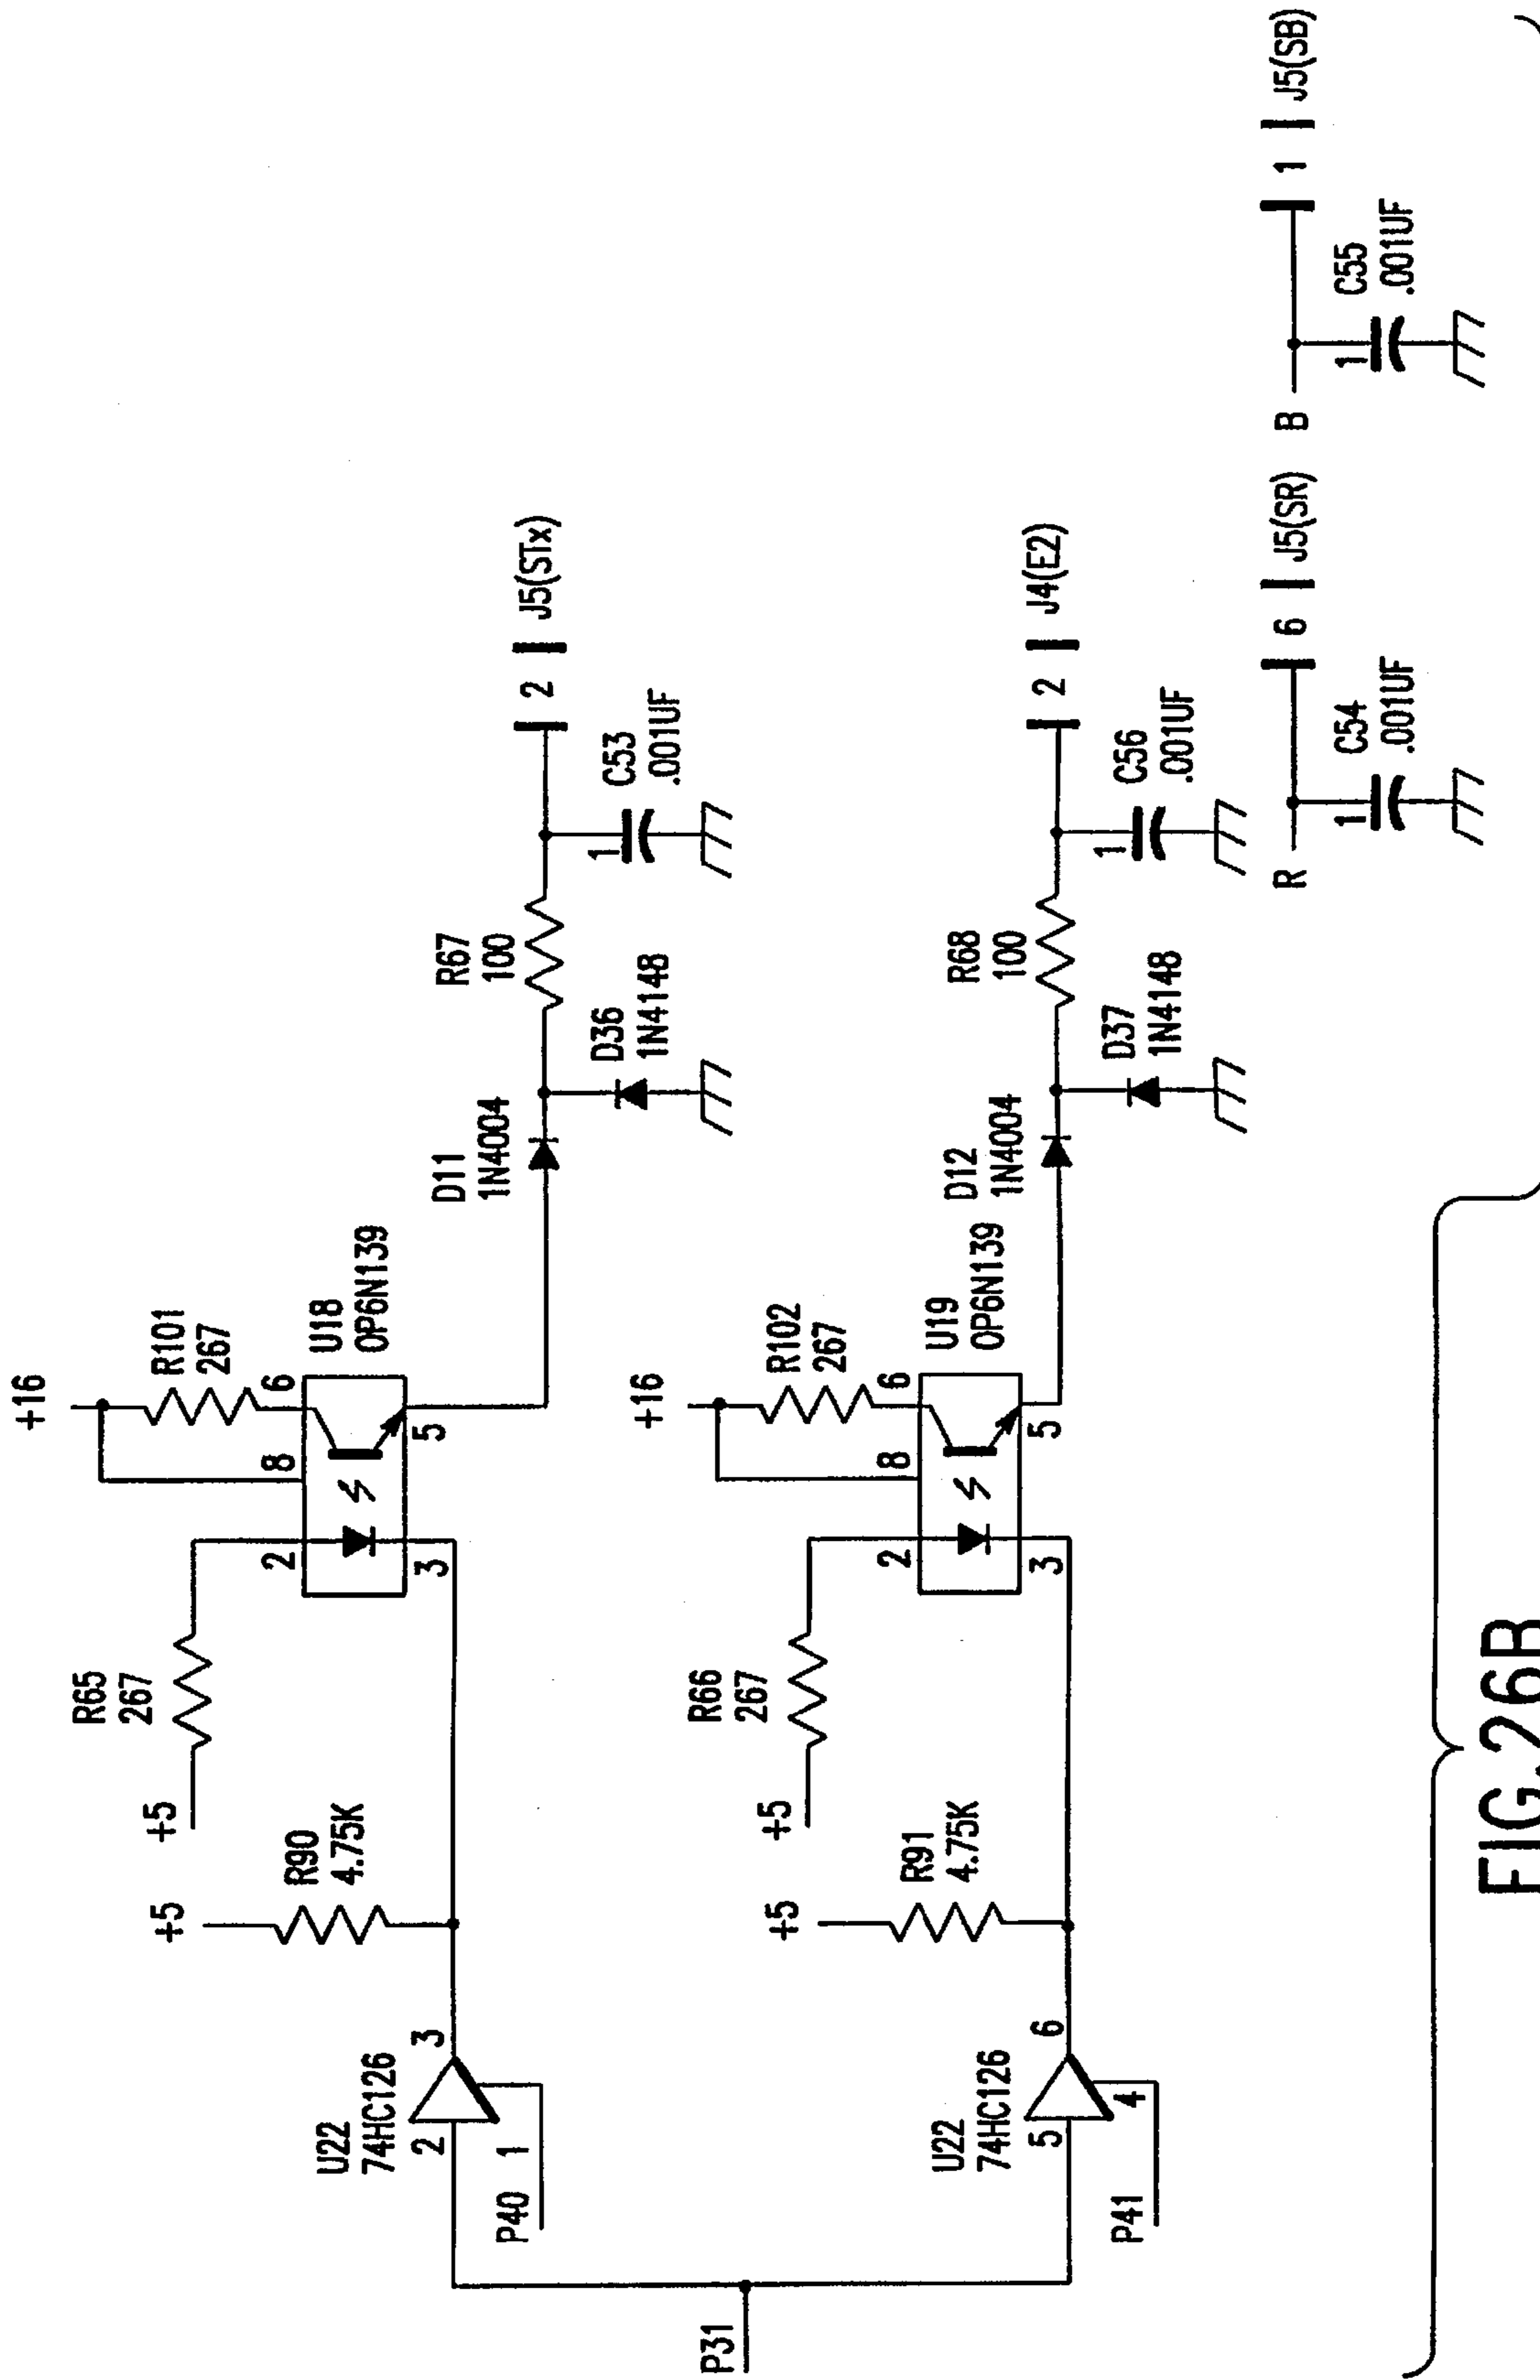 +16
R101
267
6
8
U18
OP6N139
5
R65
267
2
3
+5
+5
R90
4.75K
U22
74HC126
2
3
P40
1
D11
1N4004
D36
1N4148
R67
100
1
C53
.001UF
2
J5(STx)
P31
+16
R102
267
6
8
U19
OP6N139
5
R66
267
2
3
+5
+5
R91
4.75K
U22
74HC126
5
6
P41
4
D12
1N4004
D37
1N4148
R68
100
1
C56
.001UF
2
J4(E2)
R
1
C54
.001UF
6
J5(SR)
B
1
C55
.001UF
1
J5(SB)
FIG.26B